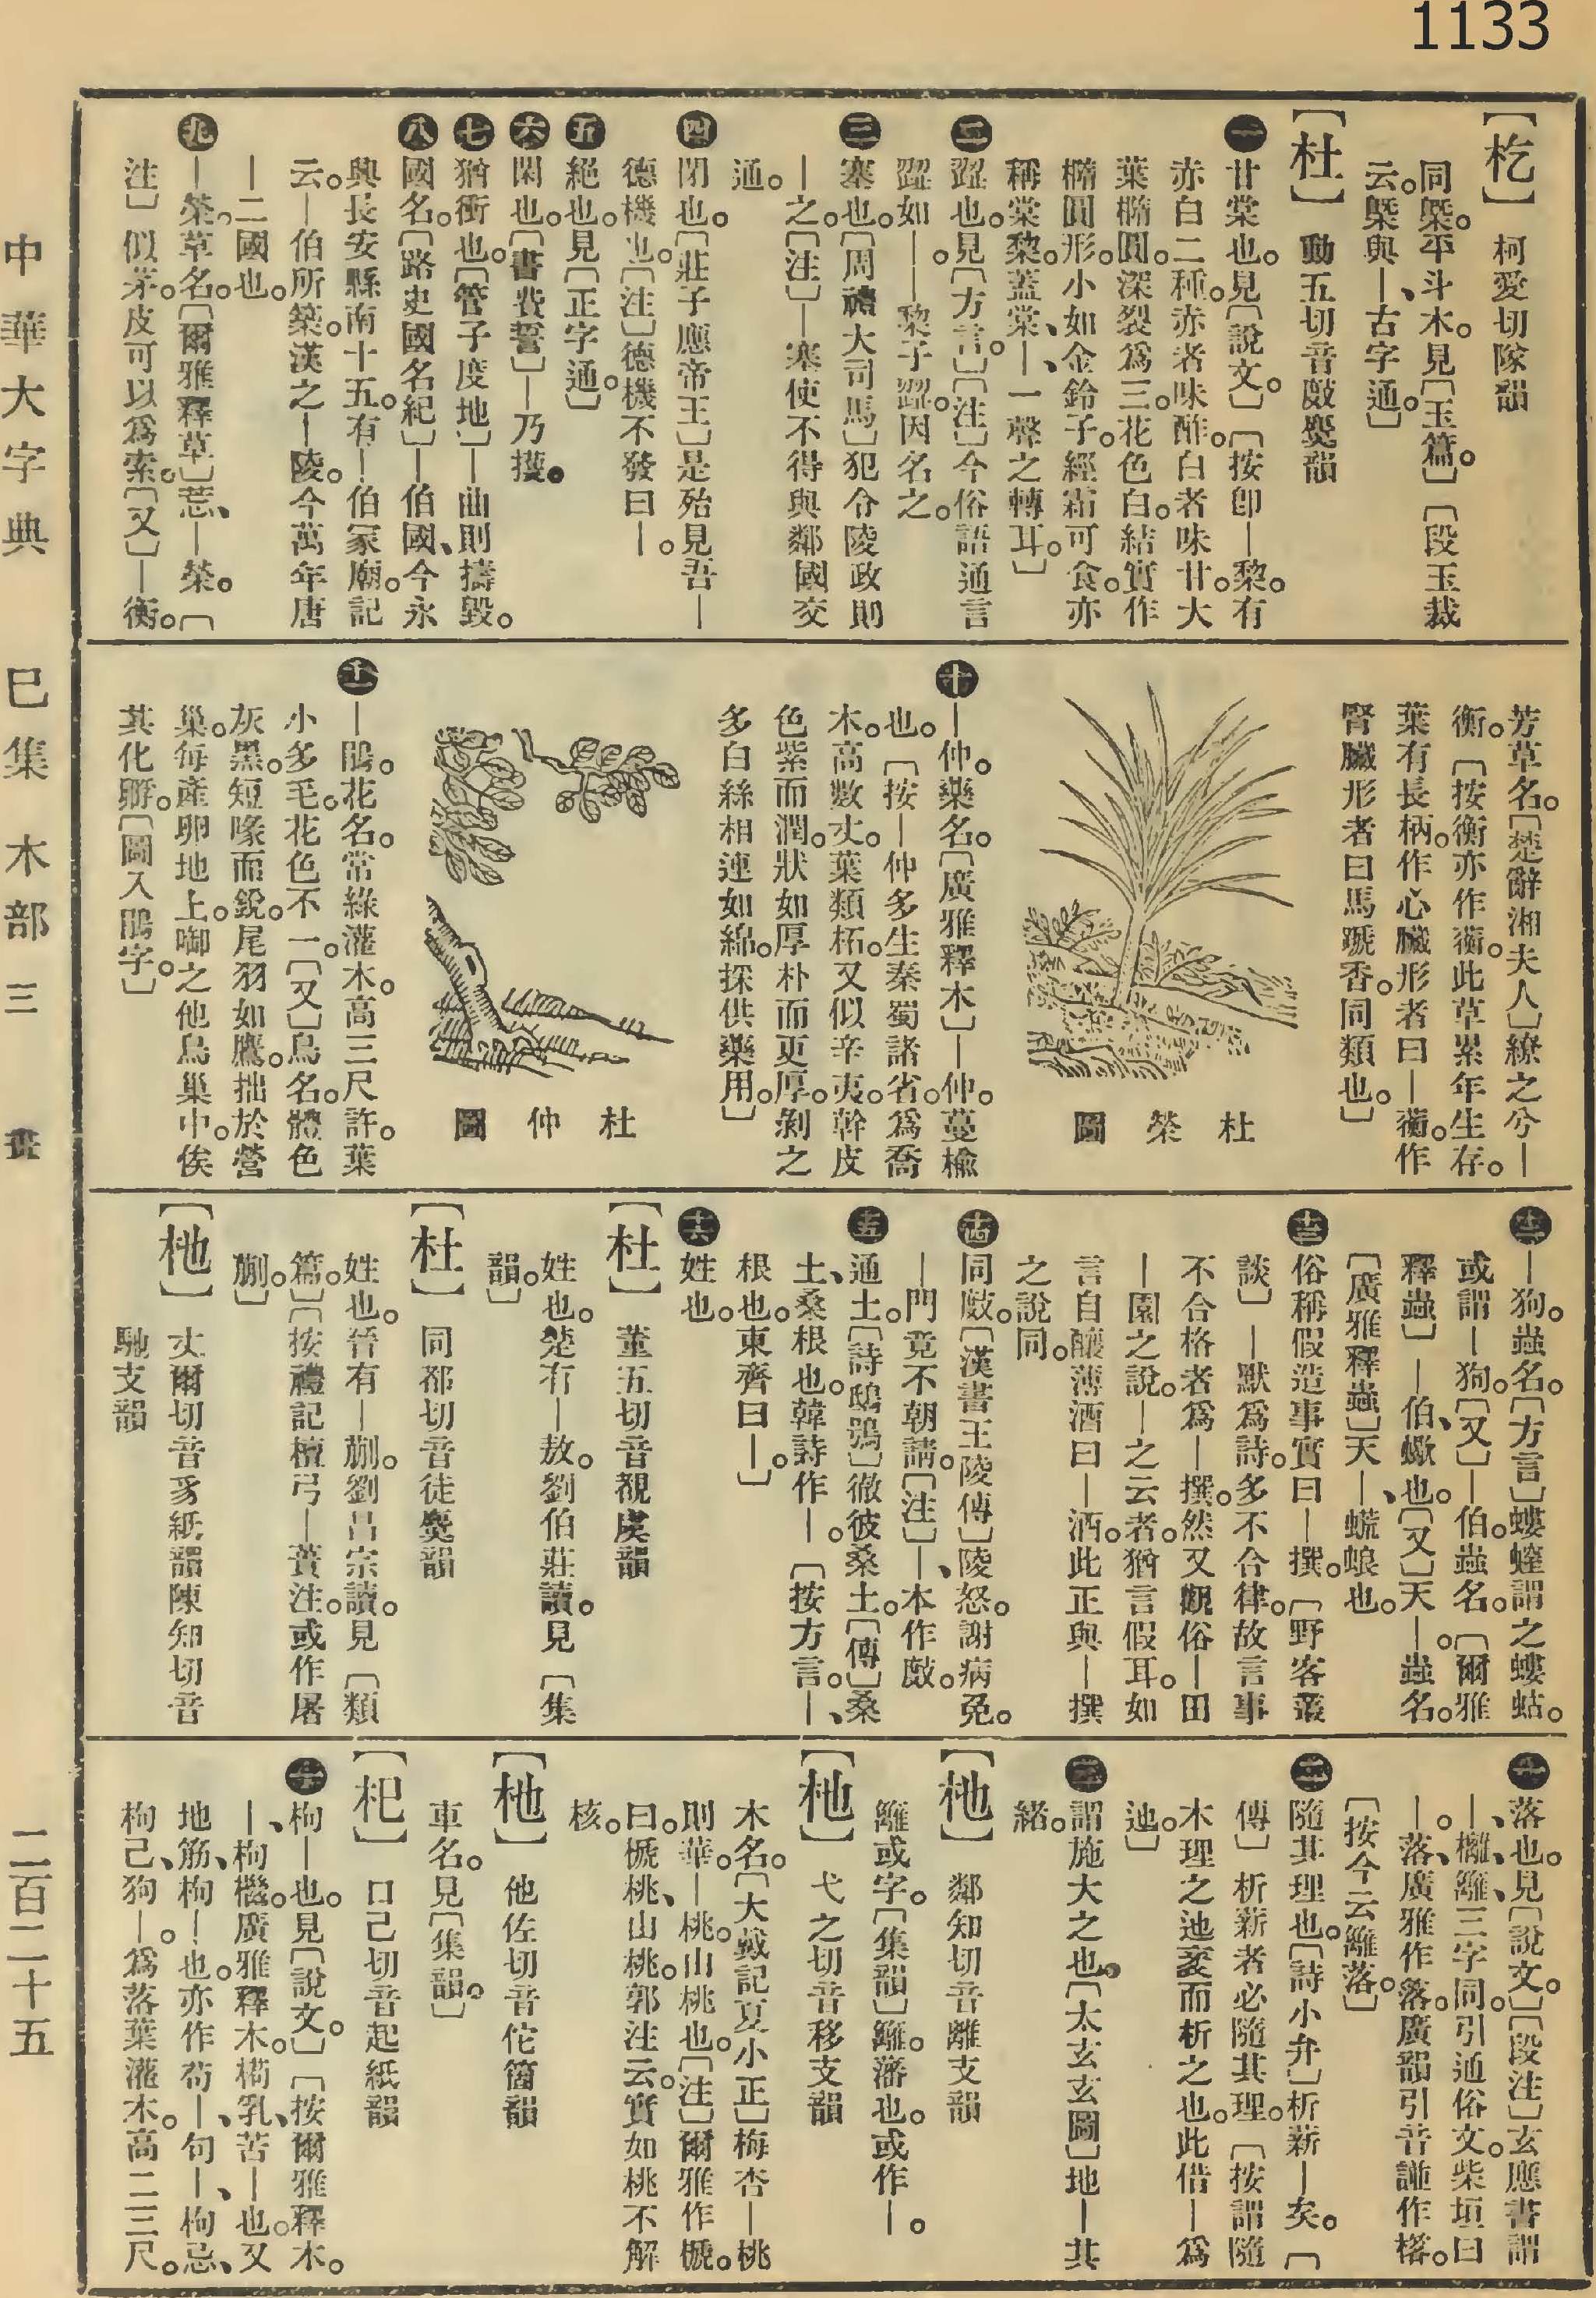 1133
【杚】 柯愛切隊韻
同槩。平斗木。見〔玉篇。〕〔段玉裁
云。槩與—、古字通。〕
【杜】 動五切音㪇麌韻
㊀甘棠也。見〔說文。〕〔按卽—棃。有
赤白二種。赤者味酢。白者味甘。大
葉橢圓。深裂爲三。花色白。結實作
橢圓形。小如金鈴子。經霜可食。亦
稱棠棃。蓋棠、—、一聲之轉耳。〕
㊁躣也。見〔方言。〕〔注〕今俗語通言
躣如—。—棃子躣。因名之。
㊂塞也。〔周禮大司馬〕犯令陵政則
—之。〔注〕—塞使不得與鄰國交
通。
㊃閉也。〔莊子應帝王〕是殆見吾—
德機也。〔注〕德機不發曰—。
㊄絕也。見〔正字通。〕
㊅閑也。〔書費誓〕—乃擭。
㊆猶衝也。〔管子度地〕—曲則擣毀。
㊇國名。〔路史國名紀〕—伯國、今永
興長安縣南十五。有—伯冢廟。記
云。—伯所築。漢之—陵。今萬年唐
—二國也。
㊈—榮。草名。〔爾雅釋草〕莣、—榮。〔
注〕似茅。皮可以爲索。〔又〕—衡。
芳草名。〔楚辭湘夫人〕繚之兮—
衡。〔按衡亦作蘅。此草累年生存。
葉有長柄。作心臟形者曰—蘅。作
腎臟形者曰馬蹏香。同類也。〕
杜榮圖
㊉—仲。藥名。〔廣雅釋木〕—仲。蔓榆
也。〔按—仲多生秦蜀諸省。爲喬
木。高數丈。葉類柘。又似辛夷。幹皮
色紫而潤。狀如厚朴而更厚。剝之
多白絲相連如綿。採供藥用。〕
杜仲圖
十一—鵑。花名。常綠灌木。高三尺許。葉
小多毛。花色不一。〔又〕鳥名。體色
灰黑。短喙而銳。尾羽如鷹。拙於營
巢。每產卵地上。啣之他鳥巢中。俟
其化孵。〔圖入鵑字。〕
十二—狗。蟲名。〔方言〕螻螲謂之螻蛄。
或謂—狗。〔又〕—伯。蟲名。〔爾雅
釋蟲〕—伯、蠍也。〔又〕天—。蟲名。
〔廣雅釋蟲〕天—、蜣蜋也。
十三俗稱假造事實曰—撰。〔野客叢
談〕—默爲詩。多不合律。故言事
不合格者爲—撰。然又觀俗—田
—園之說。—之云者。猶言假耳。如
言自釀薄酒曰—酒。此正與—撰
之說同。
十四同㪇。〔漢書王陵傳〕陵怒。謝病免。
—門竟不朝請。〔注〕—、本作㪇。
十五通土。〔詩鴟鴞〕徹彼桑土。〔傳〕桑
土、桑根也。韓詩作—。〔按方言。—、
根也。東齊曰—。〕
十六姓也。
【杜】 董五切音覩麌韻
姓也。楚有—敖。劉伯莊讀。見〔集
韻。〕
【杜】 同都切音徒麌韻
姓也。晉有—蒯。劉呂宗讀。見〔類
篇。〕〔按禮記檀弓—蕢注。或作屠
蒯。〕
【杝】 丈爾切音豸紙韻陳知切音
馳支韻
㊀落也。見〔說文。〕〔段注〕玄應書謂
—、欐、籬三字同。引通俗文。柴垣曰
—。落、廣雅作落。廣韻引音譜作㯂。
〔按今云籬落。〕
㊁隨其理也。〔詩小弁〕析薪—矣。〔
傳〕析薪者必隨其理。〔按謂隨
木理之迆衺而析之也。此借—爲
迆。〕
㊂謂施大之也。〔太玄玄圖〕地—其
緒。
【杝】 鄰知切音離支韻
籬或字。〔集韻〕籬。藩也。或作—。
【杝】 弋之切音移支韻
木名。〔大戴記夏小正〕梅杏—桃
則華。—桃。山桃也。〔注〕爾雅作榹。
曰。榹桃、山桃。郭注云。實如桃不解
核。
【杝】 他佐切音佗箇韻
車名。見〔集韻。〕
【杞】 口己切音起紙韻
㊀枸—也。見〔說文。〕〔按爾雅釋木。
—、枸檵。廣雅釋木。榒乳、苦—也。又
地筋、枸—也。亦作苟—、句—、枸忌、
枸己、狗—。爲落葉灌木。高二三尺。
中華大字典 巳集 木部 三畫 二百二十五